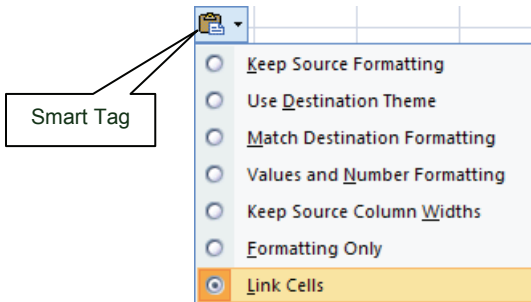 Smart Tag
Keep Source Formatting
Use Destination Theme
Match Destination Formatting
Values and Number Formatting
Keep Source Column Widths
Formatting Only
Link Cells